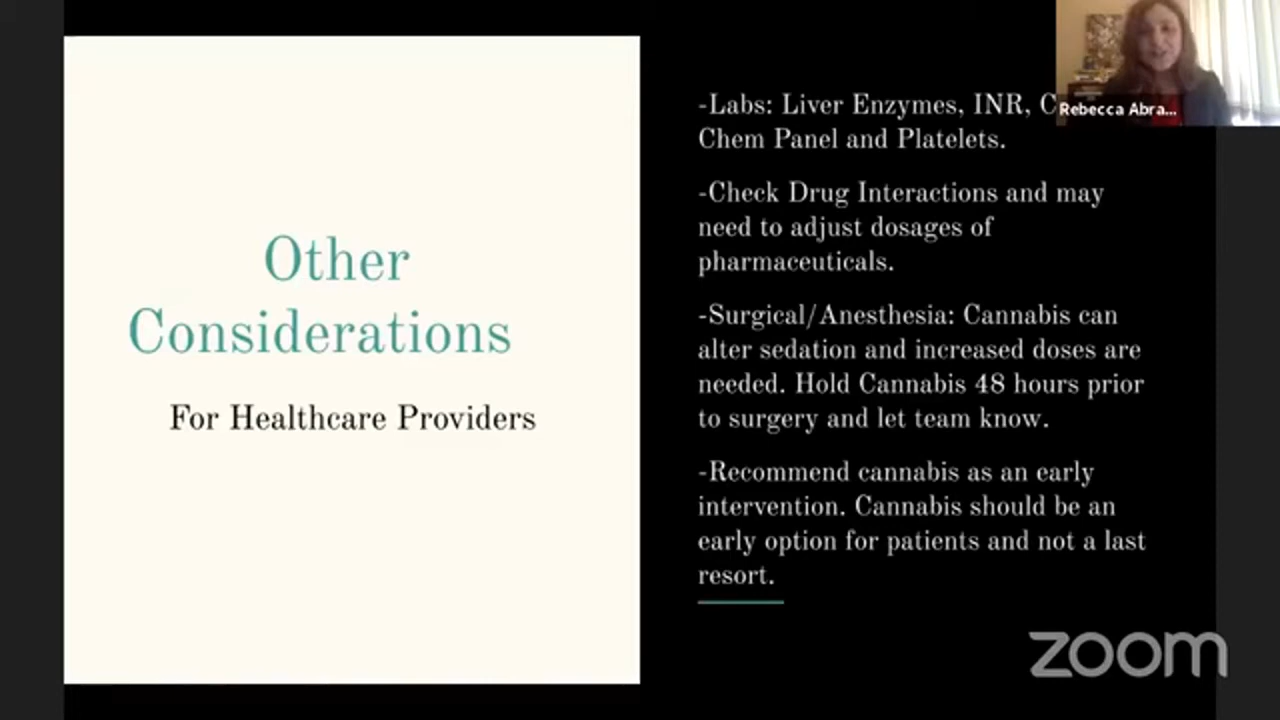 Other
Considerations
For Healthcare Providers
-Labs: Liver Enzymes, INR,
Chem Panel and Platelets.
-Check Drug Interactions and may
need to adjust dosages of
pharmaceuticals.
-Surgical/Anesthesia: Cannabis can
alter sedation and increased doses are
needed. Hold Cannabis 48 hours prior
to surgery and let team know.
-Recommend cannabis as an early
intervention. Cannabis should be an
early option for patients and not a last
resort.
Rebecca Abra...
zoom